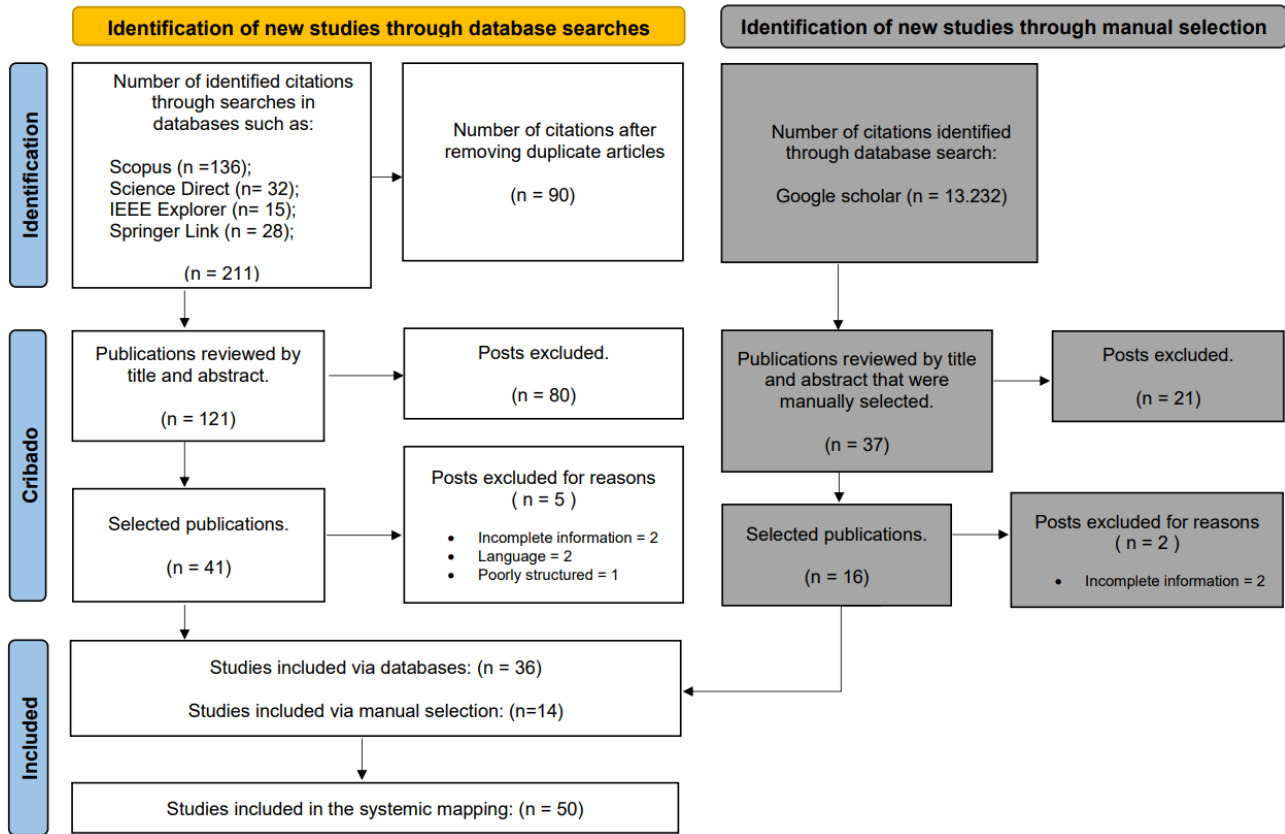 Identification of new studies through database searches
Identification of new studies through manual selection
Identification
Number of identified citations
through searches in
databases such as:
Scopus (n =136);
Science Direct (n= 32);
IEEE Explorer (n= 15);
Springer Link (n = 28);
(n = 211)
Number of citations after
removing duplicate articles
(n = 90)
Number of citations identified
through database search:
Google scholar (n = 13.232)
Cribado
Publications reviewed by
title and abstract.
(n = 121)
Posts excluded.
(n = 80)
Publications reviewed by title
and abstract that were
manually selected.
(n = 37)
Posts excluded.
(n = 21)
Selected publications.
(n = 41)
Posts excluded for reasons
( n = 5 )
• Incomplete information = 2
• Language = 2
• Poorly structured = 1
Selected publications.
(n = 16)
Posts excluded for reasons
( n = 2 )
• Incomplete information = 2
Included
Studies included via databases: (n = 36)
Studies included via manual selection: (n=14)
Studies included in the systemic mapping: (n = 50)